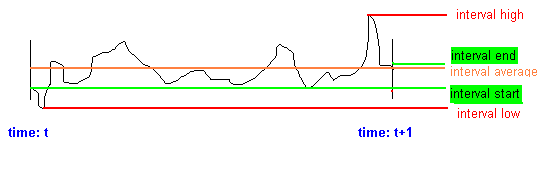 interval high
interval end
interval average
interval start
interval low
time: t
time: t+1